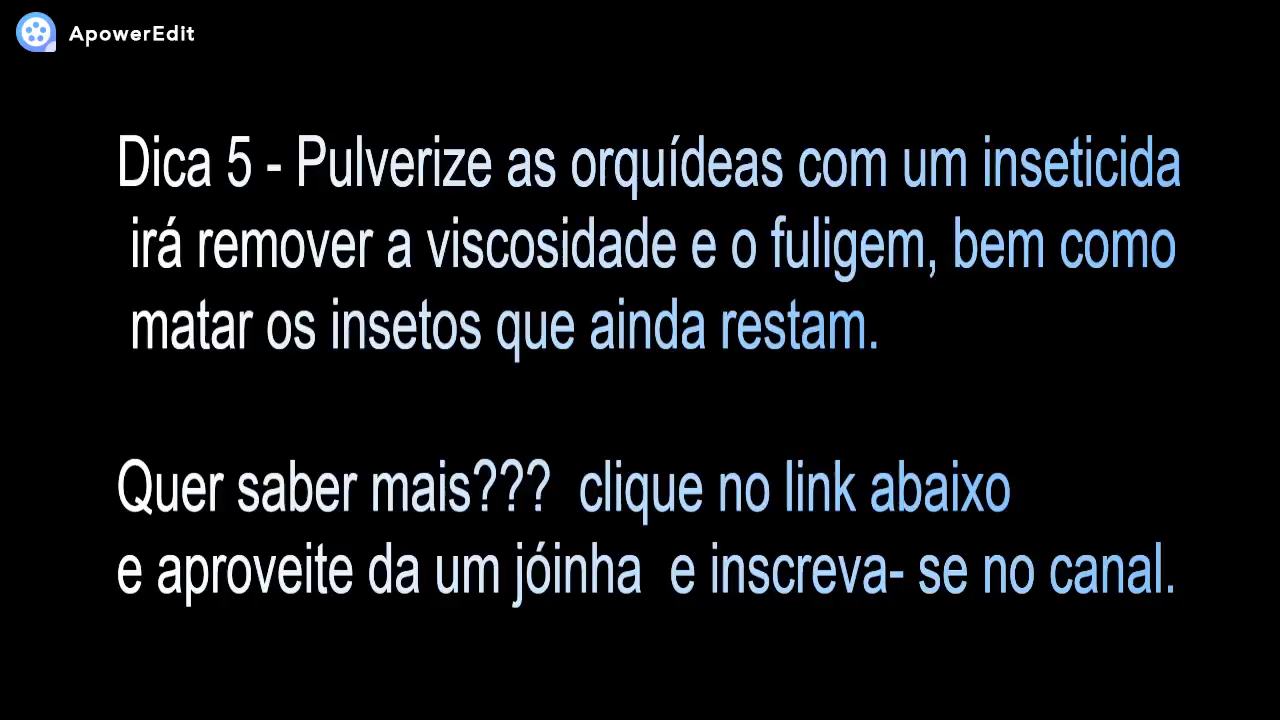 ApowerEdit
Dica 5 - Pulverize as orquídeas com um inseticida
irá remover a viscosidade e o fuligem, bem como
matar os insetos que ainda restam.
Quer saber mais???  clique no link abaixo
e aproveite da um jóinha  e inscreva- se no canal.